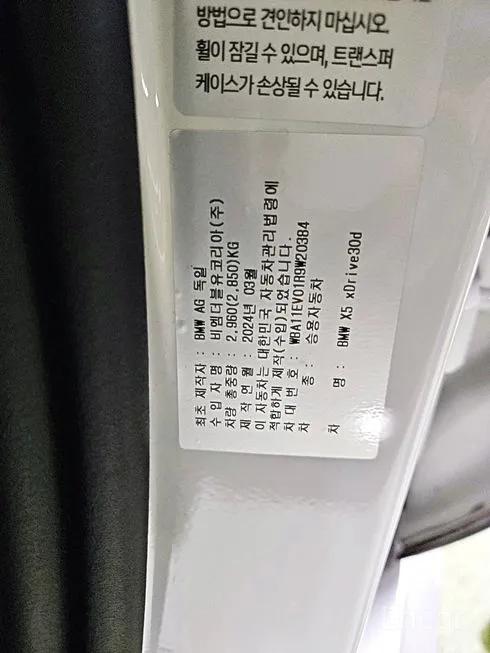 방법으로 견인하지 마십시오.
휠이 잠길 수 있으며, 트랜스퍼
케이스가 손상될 수 있습니다.
최초 제작자 : BMW AG 독일
수 입 자 명 : 비엠더블유코리아(주)
차량 총중량 : 2,960(2,850)KG
제 작 연 월 : 2024년 03월
이 자동차는 대한민국 자동차관리법령에
적합하게 제작(수입)되었습니다.
차 대 번 호 : WBA11EV01R9W20384
차 종 : 승용자동차
차 명 : BMW X5 xDrive30d
Encar